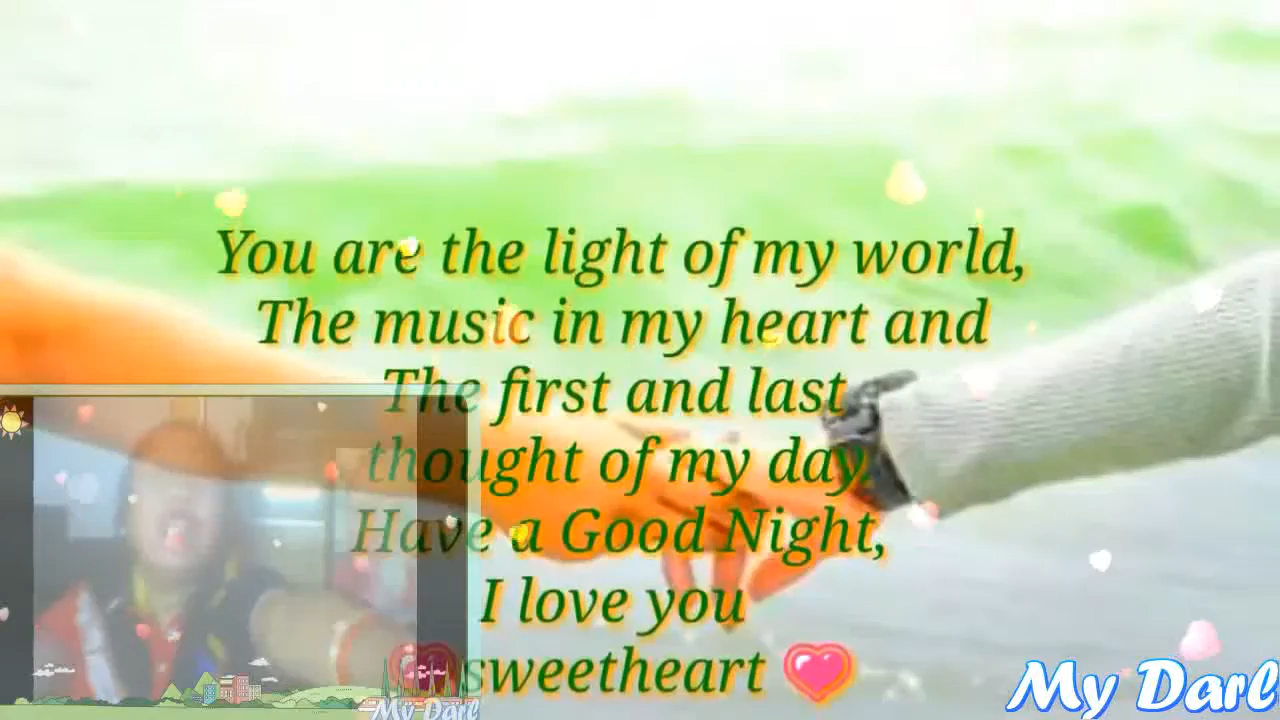 You are the light of my world,
The music in my heart and
The first and last
thought of my day.
Have a Good Night,
I love you
sweetheart
My Darl
My Darl